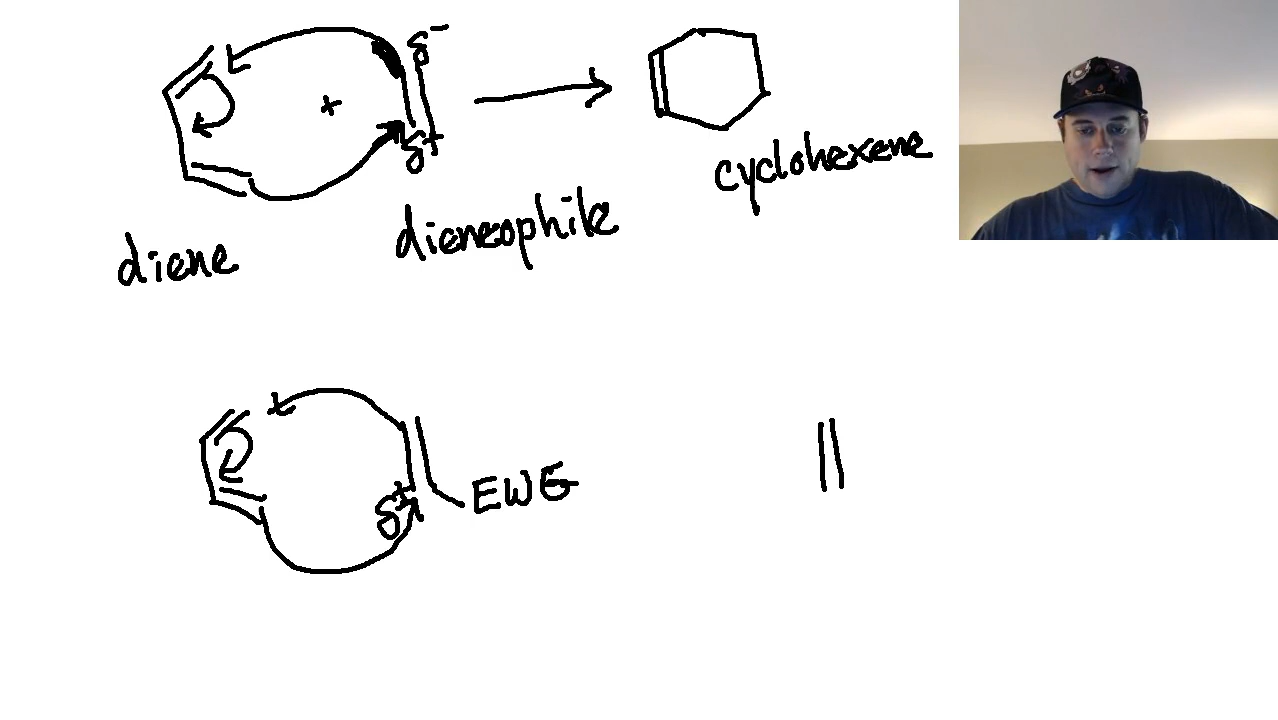 δ-
+
δ+
cyclohexene
dieneophile
diene
EWG
δ+